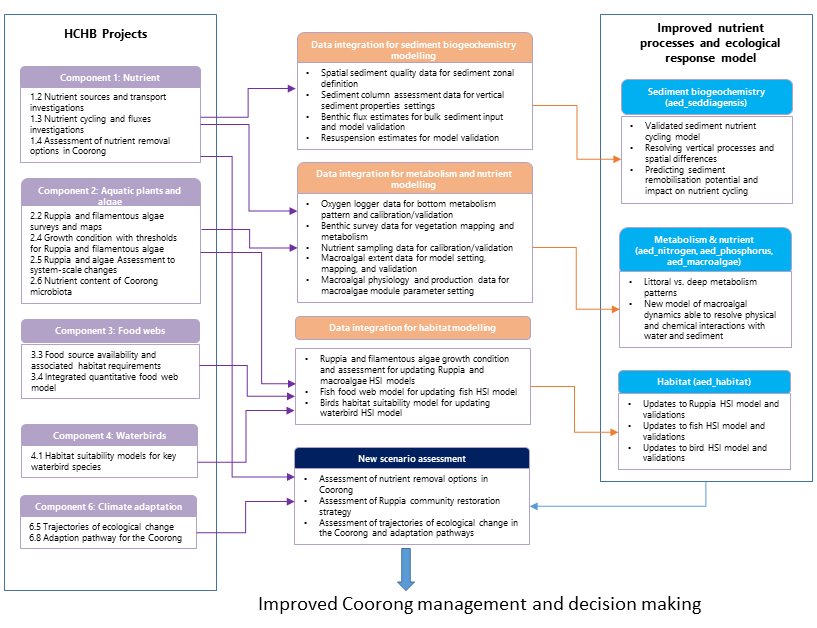 HCHB Projects
Component 1: Nutrient
1.2 Nutrient sources and transport
investigations
1.3 Nutrient cycling and fluxes
investigations
1.4 Assessment of nutrient removal
options in Coorong
Component 2: Aquatic plants and
algae
2.2 Ruppia and filamentous algae
surveys and maps
2.4 Growth condition with thresholds
for Ruppia and filamentous algae
2.5 Ruppia and algae Assessment to
system-scale changes
2.6 Nutrient content of Coorong
microbiota
Component 3: Food webs
3.3 Food source availability and
associated habitat requirements
3.4 Integrated quantitative food web
model
Component 4: Waterbirds
4.1 Habitat suitability models for key
waterbird species
Component 6: Climate adaptation
6.5 Trajectories of ecological change
6.8 Adaption pathway for the Coorong
Data integration for sediment biogeochemistry
modelling
• Spatial sediment quality data for sediment zonal
definition
• Sediment column assessment data for vertical
sediment properties settings
• Benthic flux estimates for bulk sediment input
and model validation
• Resuspension estimates for model validation
Data integration for metabolism and nutrient
modelling
• Oxygen logger data for bottom metabolism
pattern and calibration/validation
• Benthic survey data for vegetation mapping and
metabolism
• Nutrient sampling data for calibration/validation
• Macroalgal extent data for model setting,
mapping, and validation
• Macroalgal physiology and production data for
macroalgae module parameter setting
Data integration for habitat modelling
• Ruppia and filamentous algae growth condition
and assessment for updating Ruppia and
macroalgae HSI models
• Fish food web model for updating fish HSI model
• Birds habitat suitability model for updating
waterbird HSI model
New scenario assessment
• Assessment of nutrient removal options in
Coorong
• Assessment of Ruppia community restoration
strategy
• Assessment of trajectories of ecological change in
the Coorong and adaptation pathways
Improved nutrient
processes and ecological
response model
Sediment biogeochemistry
(aed_seddiagensis)
• Validated sediment nutrient
cycling model
• Resolving vertical processes and
spatial differences
• Predicting sediment
remobilisation potential and
impact on nutrient cycling
Metabolism & nutrient
(aed_nitrogen, aed_phosphorus,
aed_macroalgae)
• Littoral vs. deep metabolism
patterns
• New model of macroalgal
dynamics able to resolve physical
and chemical interactions with
water and sediment
Habitat (aed_habitat)
• Updates to Ruppia HSI model and
validations
• Updates to fish HSI model and
validations
• Updates to bird HSI model and
validations
Improved Coorong management and decision making